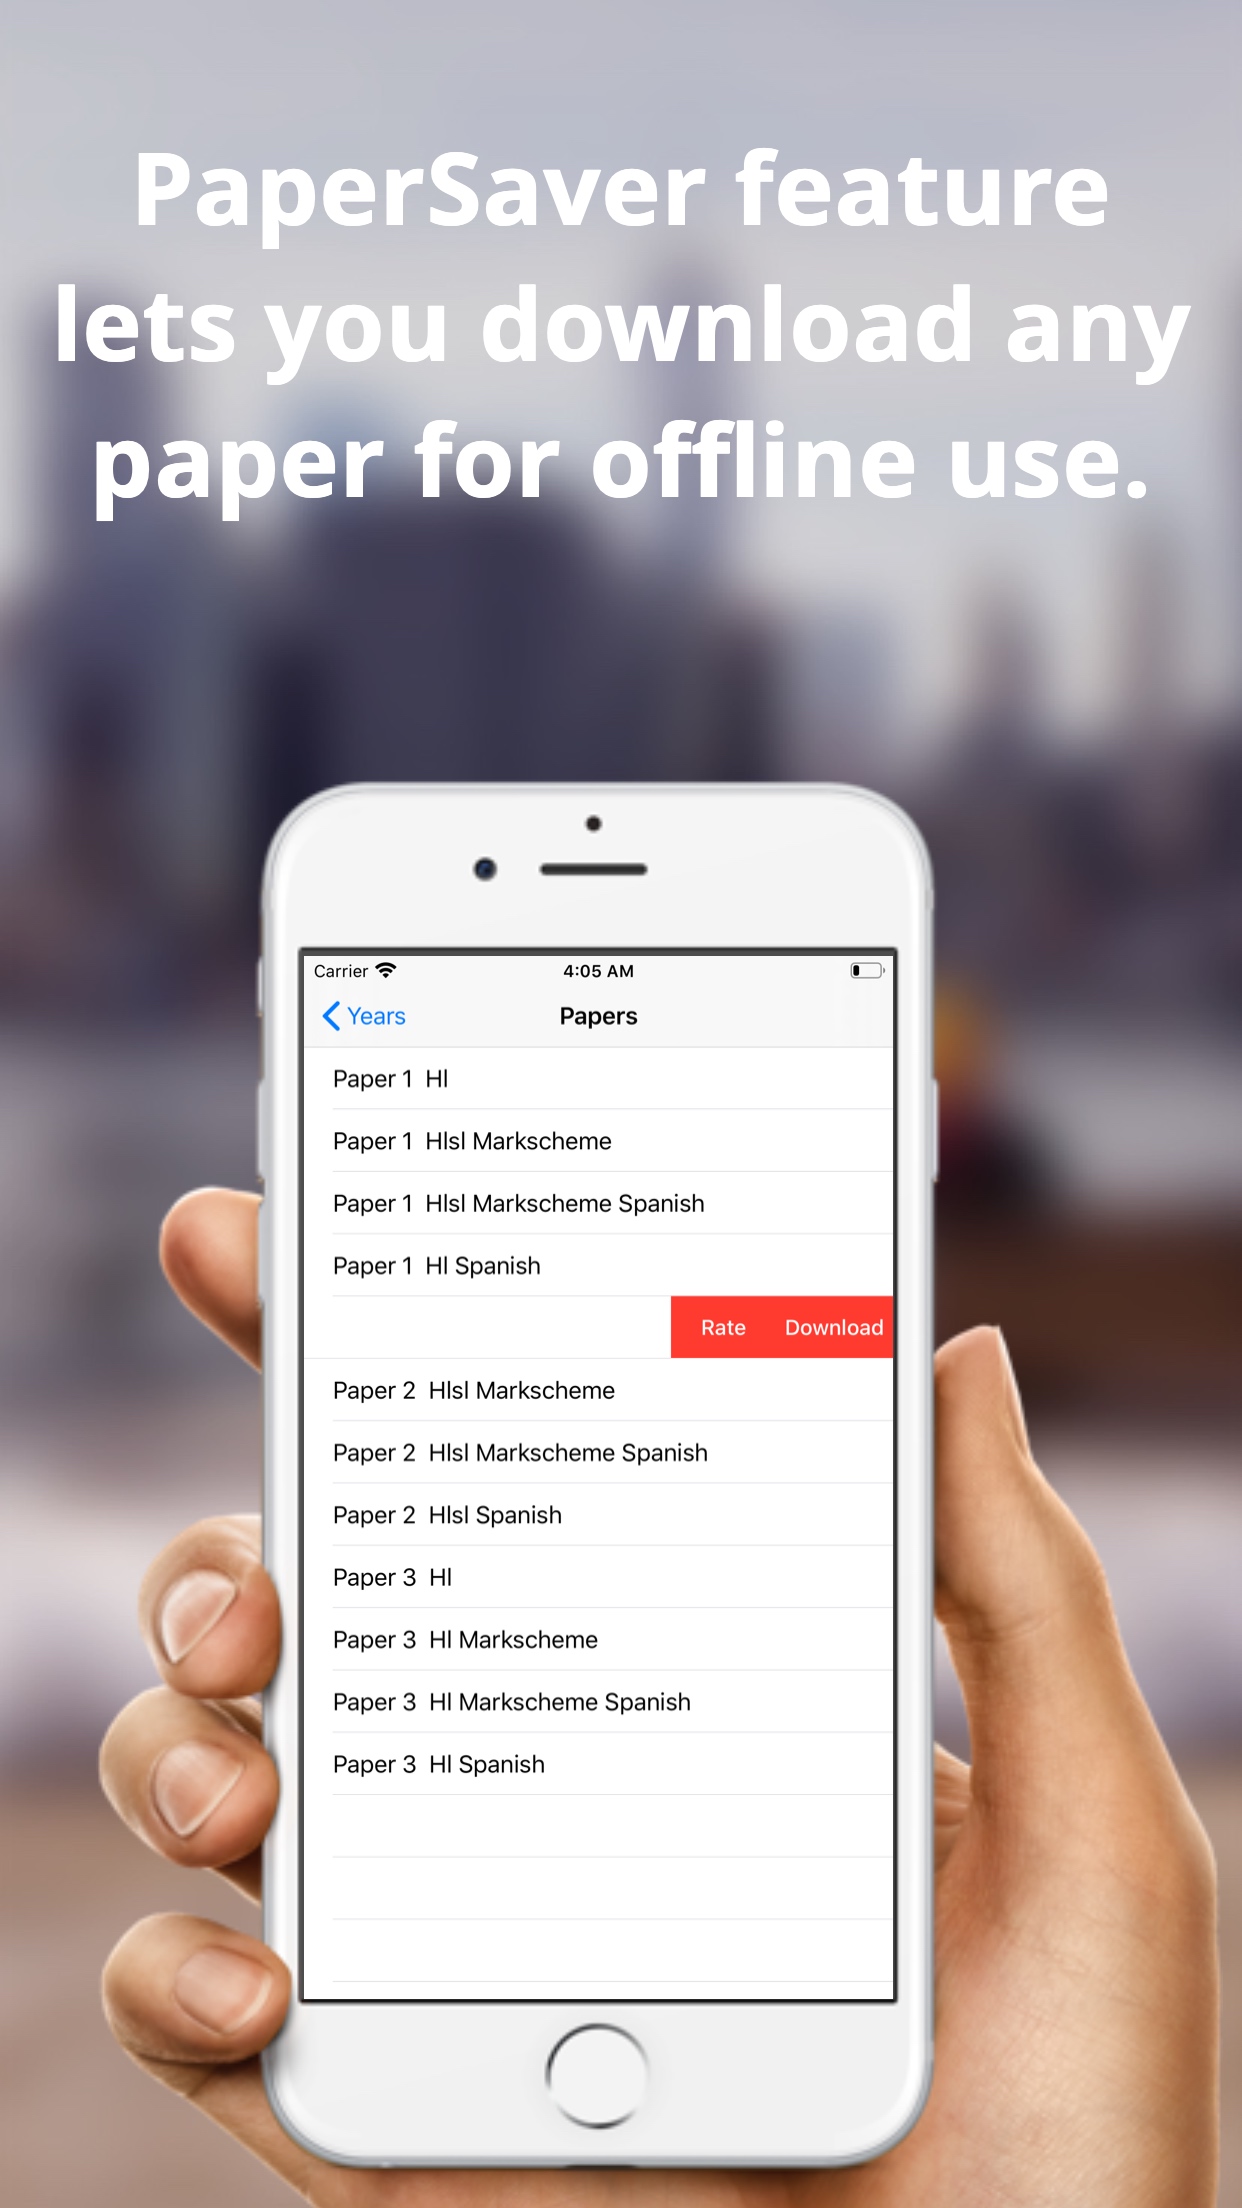 PaperSaver feature
lets you download any
paper for offline use.
Carrier 4:05 AM
Years Papers
Paper 1 Hl
Paper 1 Hlsl Markscheme
Paper 1 Hlsl Markscheme Spanish
Paper 1 Hl Spanish
Rate Download
Paper 2 Hlsl Markscheme
Paper 2 Hlsl Markscheme Spanish
Paper 2 Hlsl Spanish
Paper 3 Hl
Paper 3 Hl Markscheme
Paper 3 Hl Markscheme Spanish
Paper 3 Hl Spanish